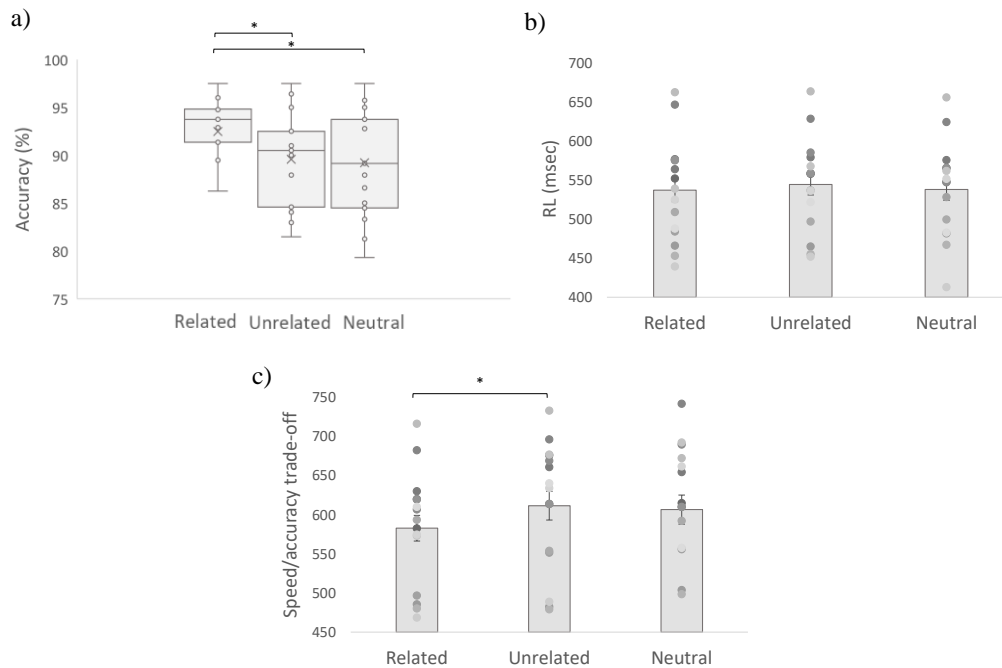 a)
*
*
Accuracy (%)
100
95
90
85
80
75
Related Unrelated Neutral
b)
RL (msec)
700
650
600
550
500
450
400
Related Unrelated Neutral
c)
*
Speed/accuracy trade-off
750
700
650
600
550
500
450
Related Unrelated Neutral